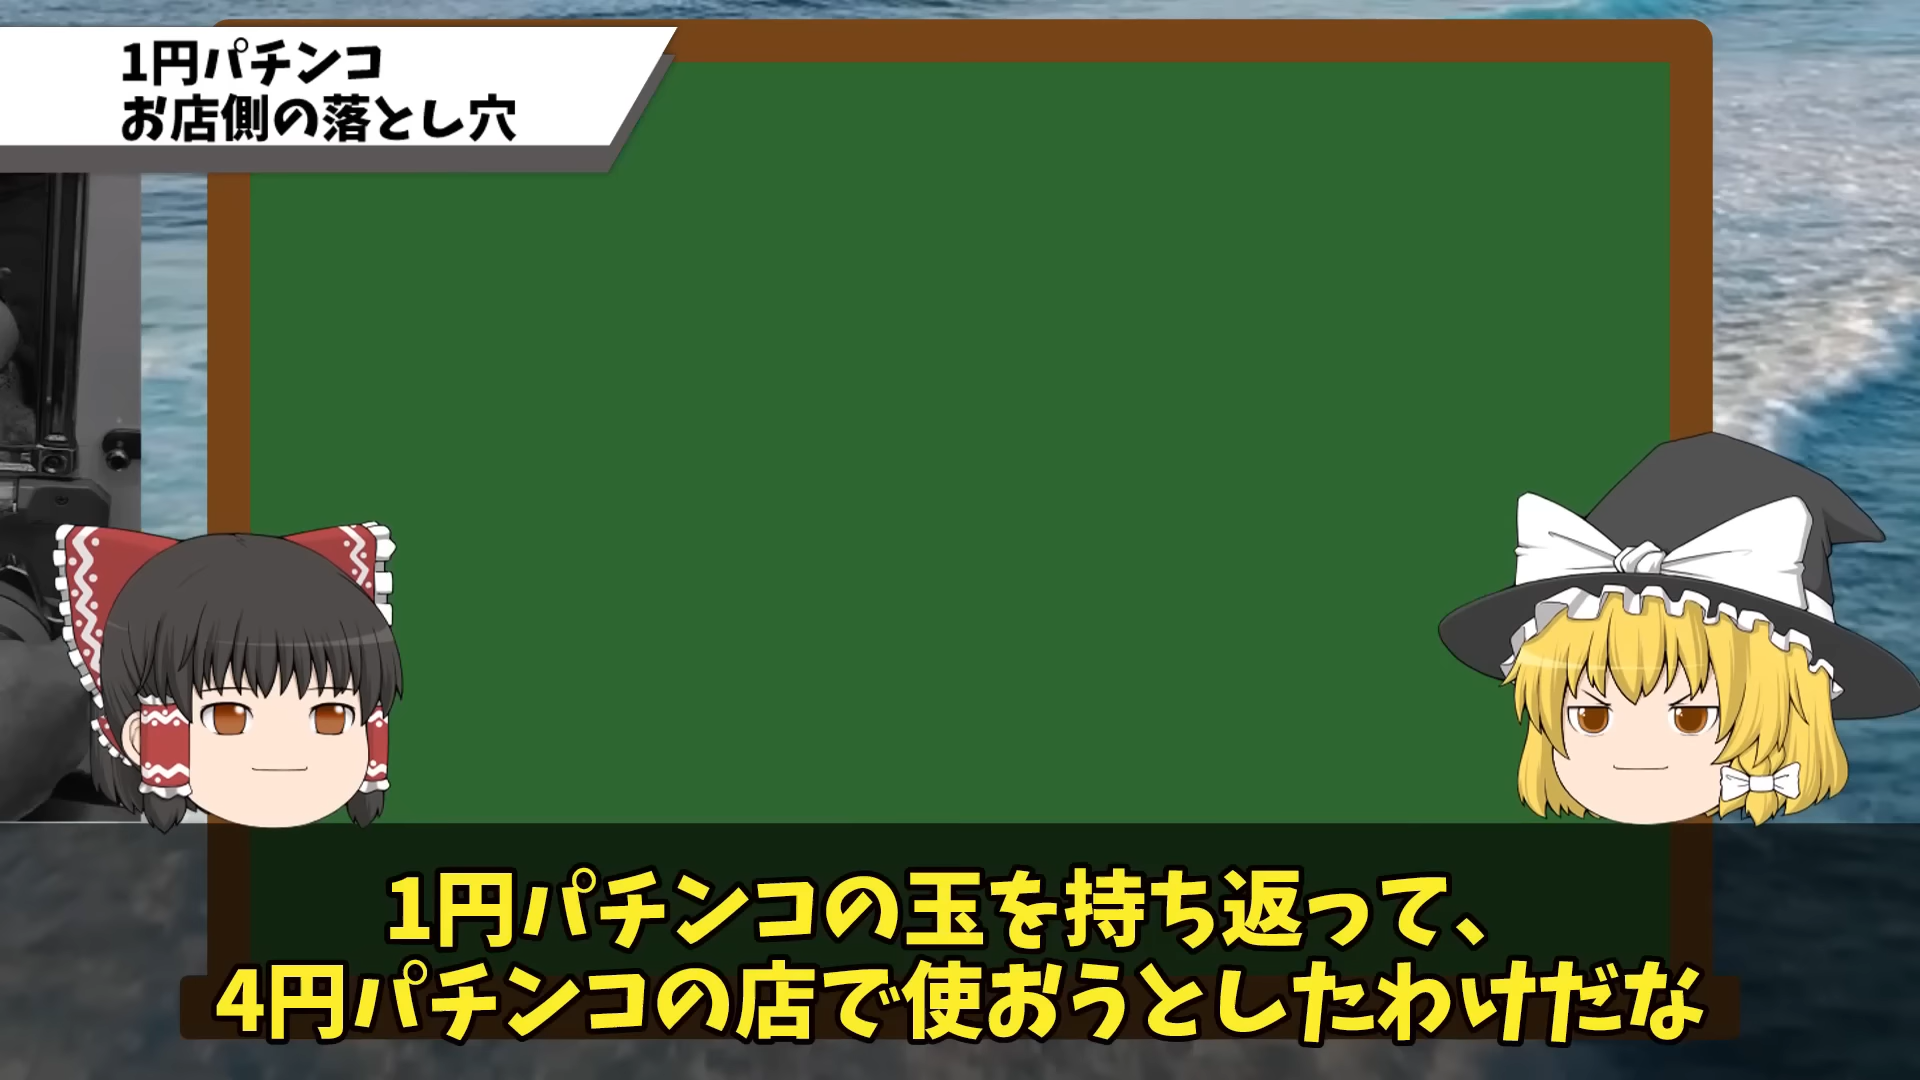 1円パチンコ
お店側の落とし穴
1円パチンコの玉を持ち返って、
4円パチンコの店で使おうとしたわけだな